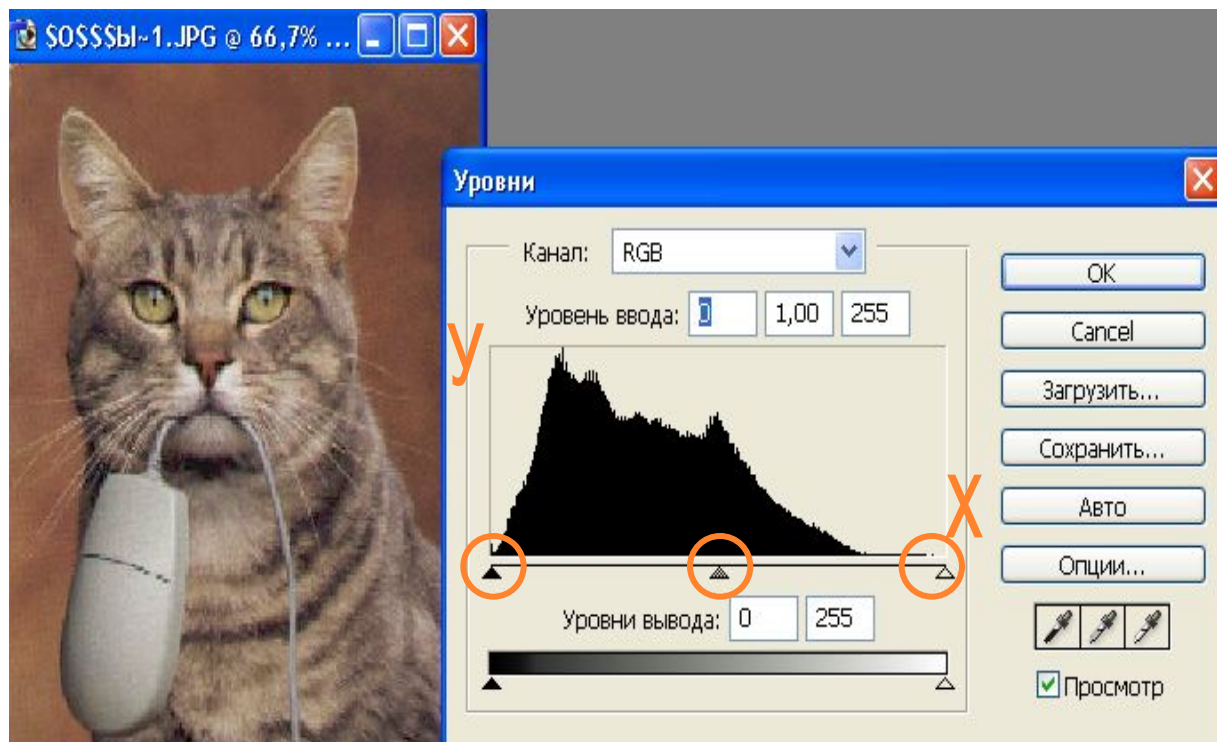 $O$$$Ы~1.JPG @ 66,7% ...
Уровни
Канал: RGB
Уровень ввода: 0 1,00 255
y
X
Уровни вывода: 0 255
OK
Cancel
Загрузить...
Сохранить...
Авто
Опции...
Просмотр